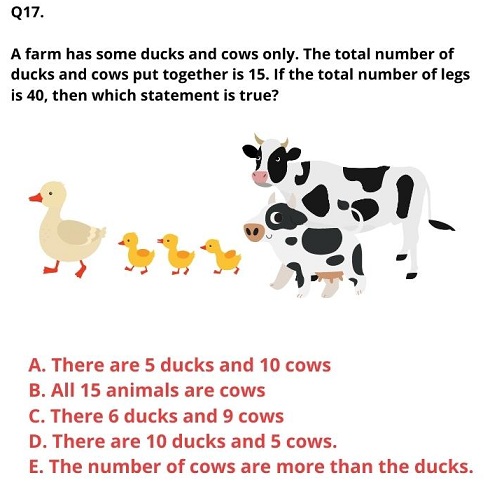 Q17.
A farm has some ducks and cows only. The total number of
ducks and cows put together is 15. If the total number of legs
is 40, then which statement is true?
A. There are 5 ducks and 10 cows
B. All 15 animals are cows
C. There 6 ducks and 9 cows
D. There are 10 ducks and 5 cows.
E. The number of cows are more than the ducks.